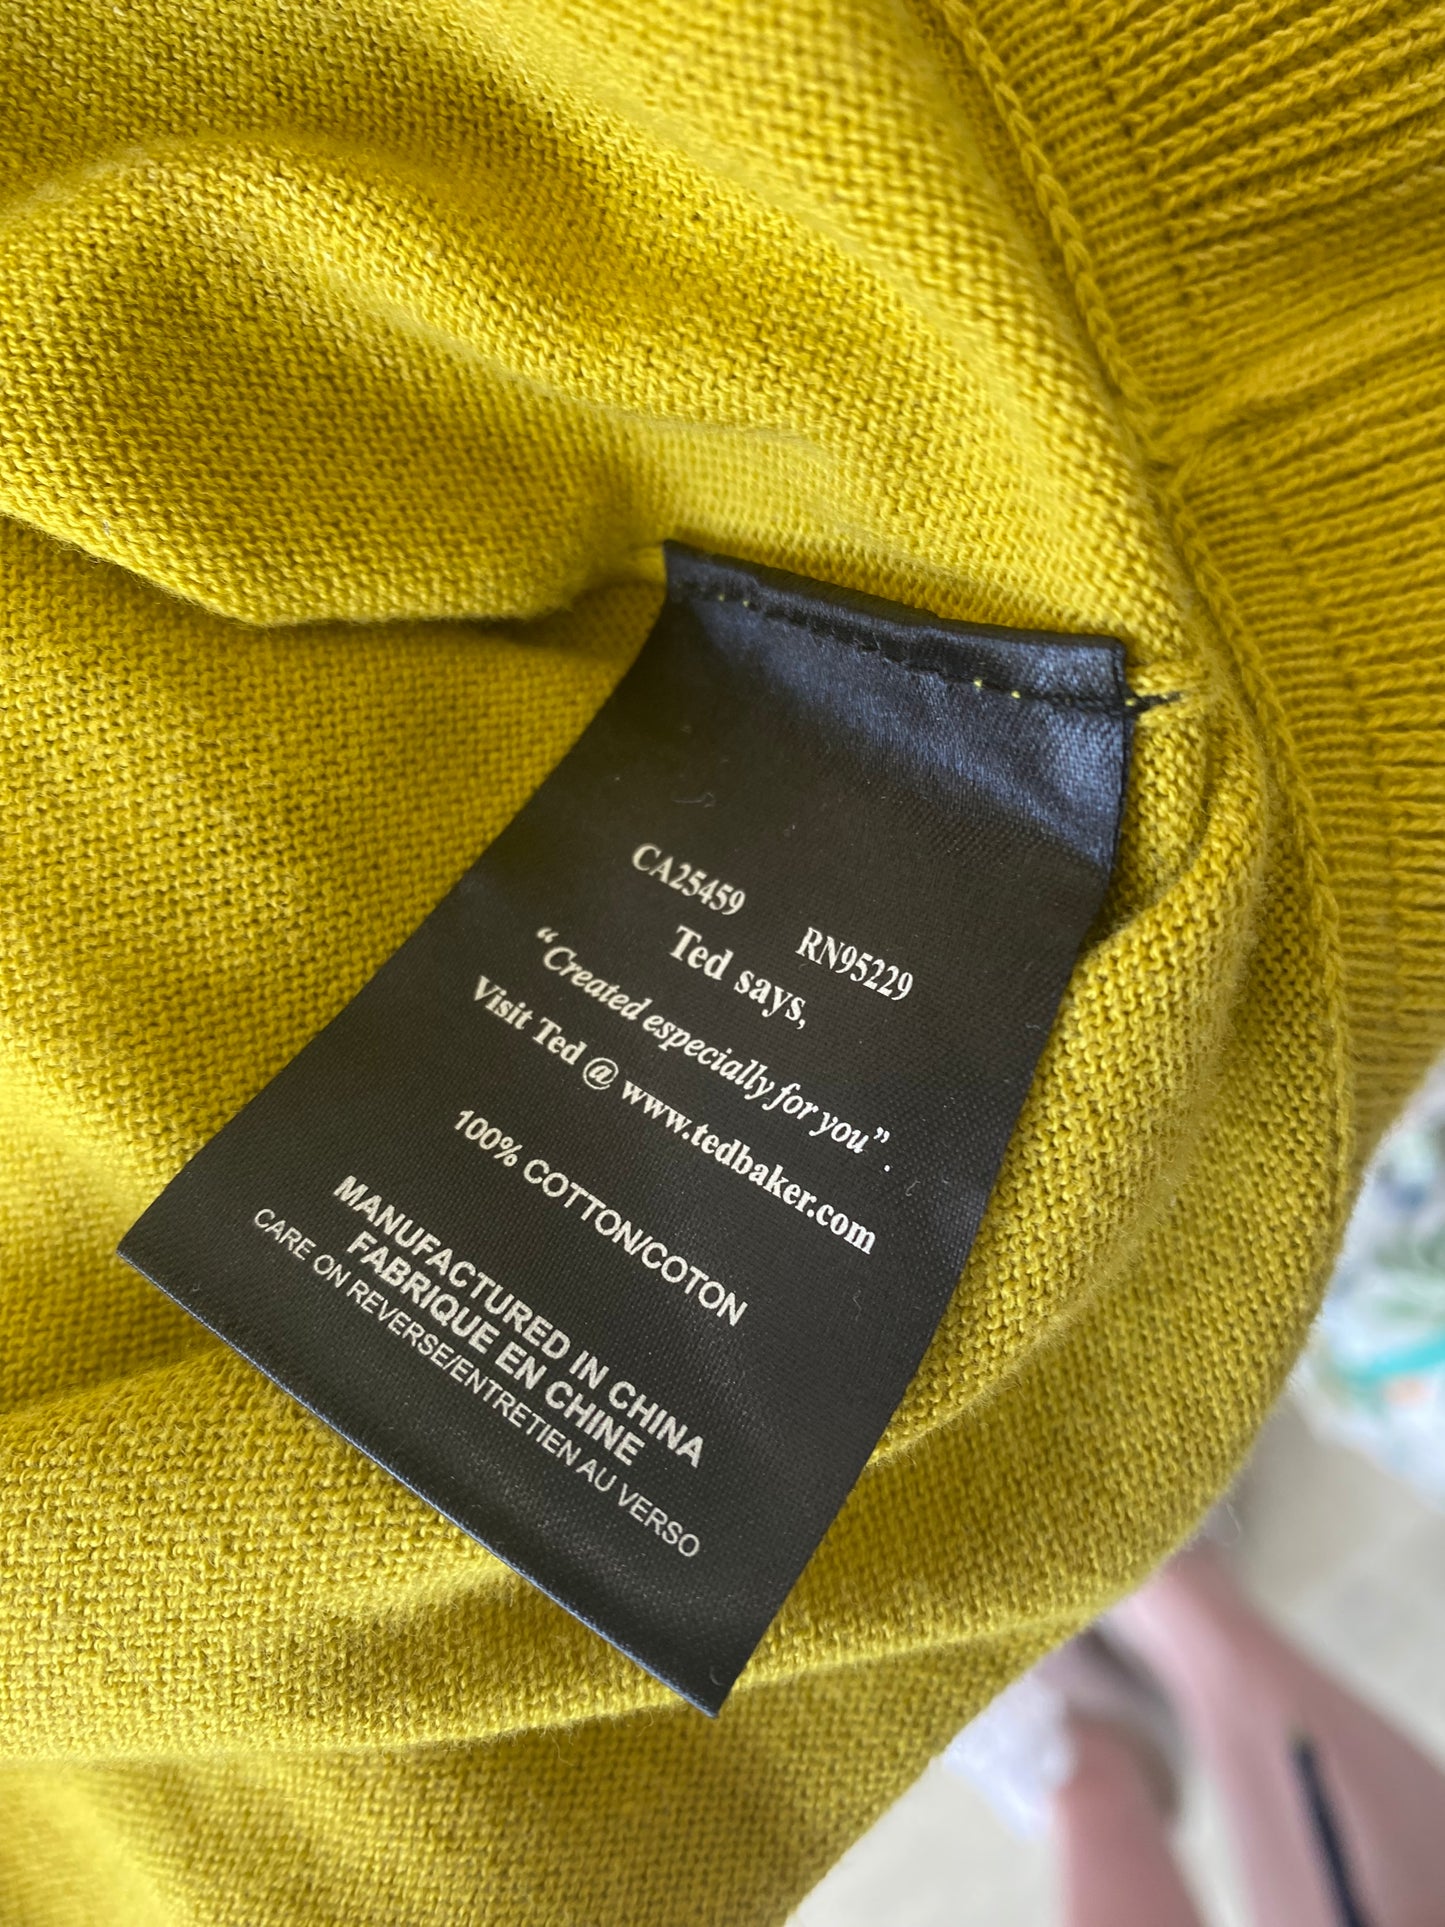 CA25459 RN95229
Ted says,
“Created especially for you”.
Visit Ted @ www.tedbaker.com
100% COTTON/COTON
MANUFACTURED IN CHINA
FABRIQUE EN CHINE
CARE ON REVERSE/ENTRETIEN AU VERSO